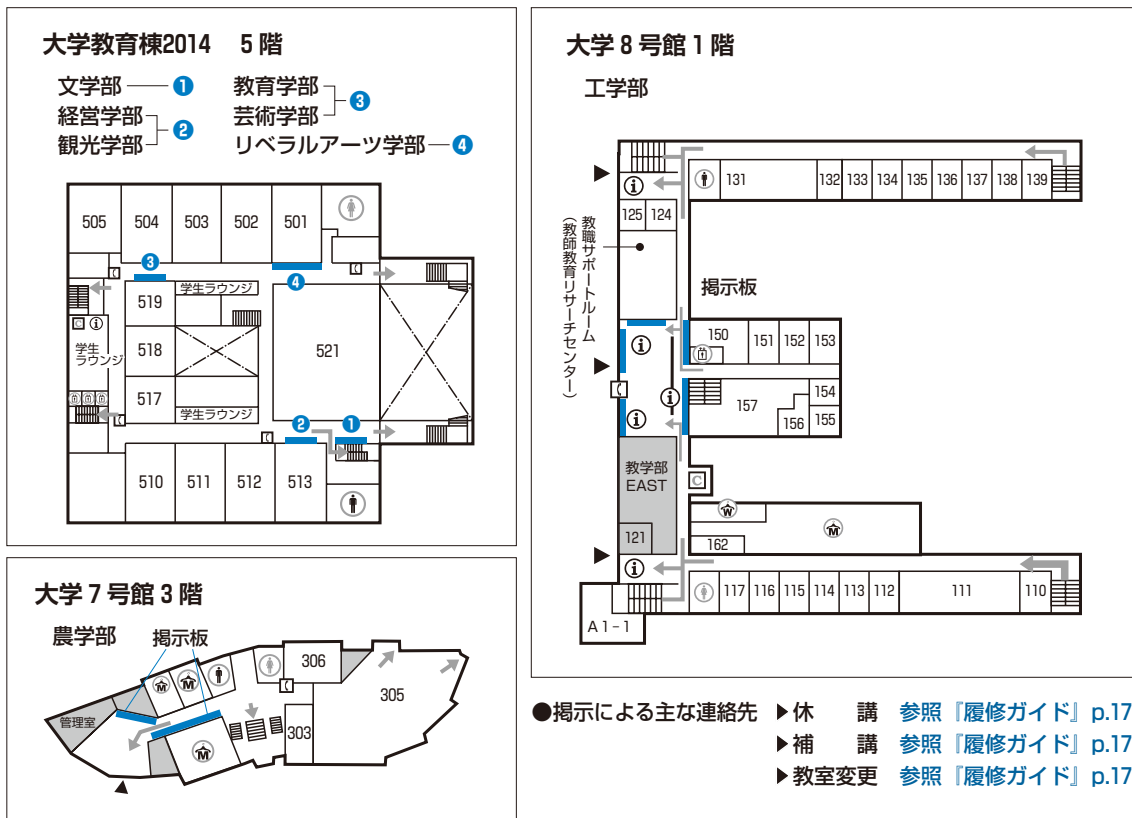 大学教育棟2014 5階
文学部 ❶
経営学部
観光学部 ❷
教育学部
芸術学部 ❸
リベラルアーツ学部 ❹
505 504 503 502 501
❸
❹
519 学生ラウンジ
C i
学生
ラウンジ
518
521
517
学生ラウンジ
❷ ❶
510 511 512 513
大学7号館3階
農学部 掲示板
管理室
M M
306
305
303
M
大学8号館1階
工学部
i
131 132 133 134 135 136 137 138 139
125 124
教職サポートルーム
(教師教育リサーチセンター)
掲示板
i
150 151 152 153
i
i
157 154
156 155
教学部
EAST
C
W
M
121
162
i
117 116 115 114 113 112 111 110
A1-1
●掲示による主な連絡先 ▶休 講 参照『履修ガイド』p.17
▶補 講 参照『履修ガイド』p.17
▶教室変更 参照『履修ガイド』p.17